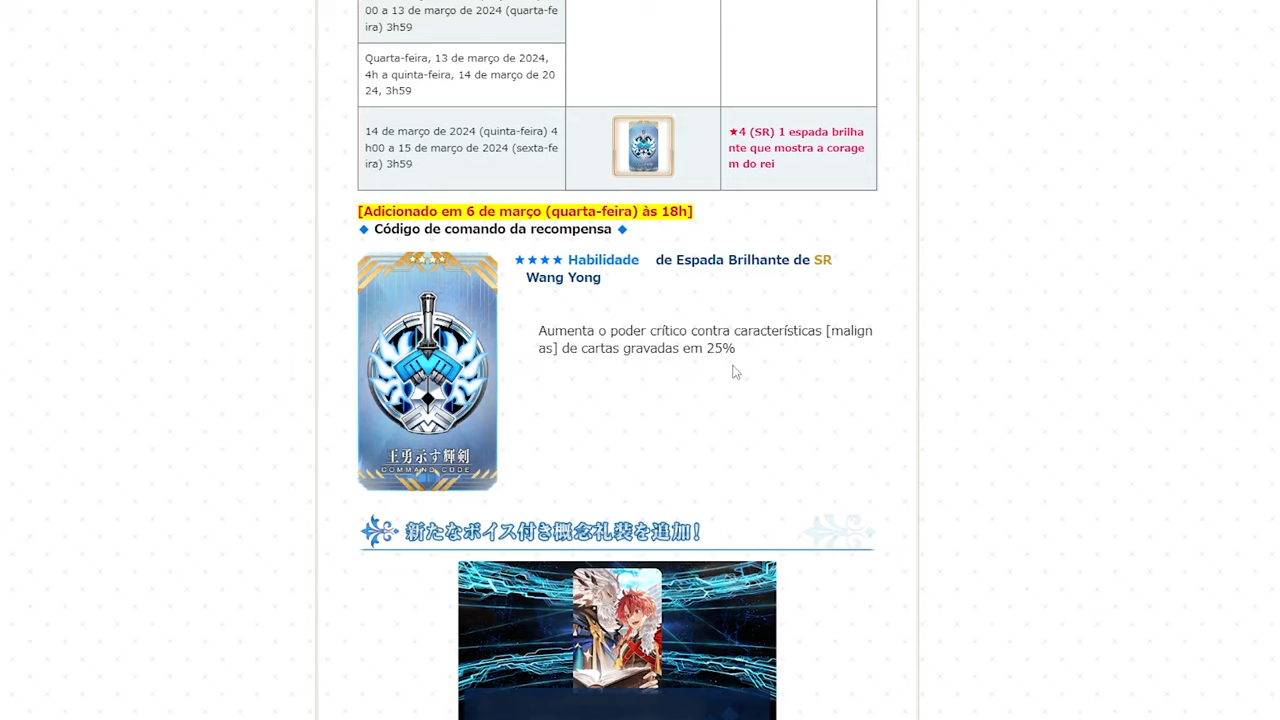 00 a 13 de março de 2024 (quarta-fe
ira) 3h59
Quarta-feira, 13 de março de 2024,
4h a quinta-feira, 14 de março de 20
24, 3h59
14 de março de 2024 (quinta-feira) 4
h00 a 15 de março de 2024 (sexta-fe
ira) 3h59
★4 (SR) 1 espada brilha
nte que mostra a corage
m do rei
[Adicionado em 6 de março (quarta-feira) às 18h]
◆ Código de comando da recompensa ◆
★★★★ Habilidade de Espada Brilhante de SR
Wang Yong
Aumenta o poder crítico contra características [malign
as] de cartas gravadas em 25%
王勇示す輝剣
COMMAND CODE
新たなボイス付き概念礼装を追加!